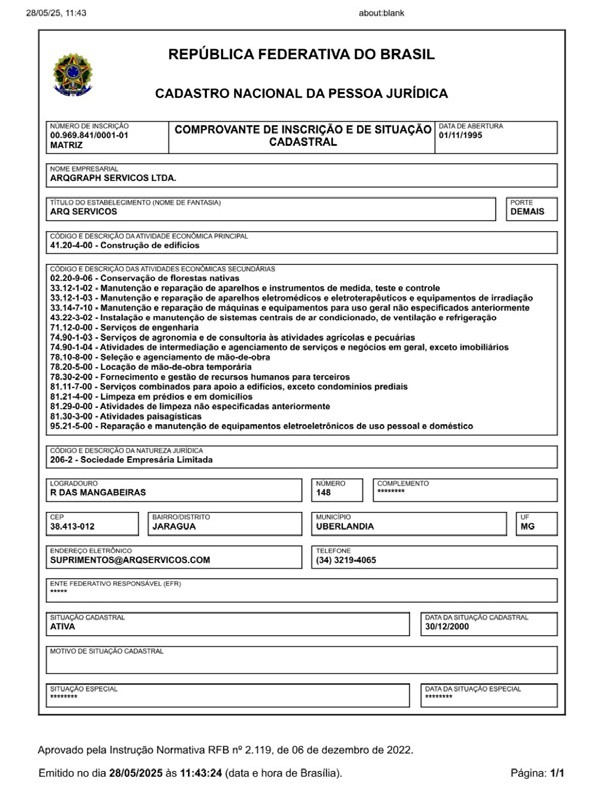 28/05/25, 11:43 about:blank
REPÚBLICA FEDERATIVA DO BRASIL
CADASTRO NACIONAL DA PESSOA JURÍDICA
NÚMERO DE INSCRIÇÃO
00.969.841/0001-01
MATRIZ
COMPROVANTE DE INSCRIÇÃO E DE SITUAÇÃO
CADASTRAL
DATA DE ABERTURA
01/11/1995
NOME EMPRESARIAL
ARQGRAPH SERVICOS LTDA.
TÍTULO DO ESTABELECIMENTO (NOME DE FANTASIA)
ARQ SERVICOS
PORTE
DEMAIS
CÓDIGO E DESCRIÇÃO DA ATIVIDADE ECONÔMICA PRINCIPAL
41.20-4-00 - Construção de edifícios
CÓDIGO E DESCRIÇÃO DAS ATIVIDADES ECONÔMICAS SECUNDÁRIAS
02.20-9-06 - Conservação de florestas nativas
33.12-1-02 - Manutenção e reparação de aparelhos e instrumentos de medida, teste e controle
33.12-1-03 - Manutenção e reparação de aparelhos eletromédicos e eletroterapêuticos e equipamentos de irradiação
33.14-7-10 - Manutenção e reparação de máquinas e equipamentos para uso geral não especificados anteriormente
43.22-3-02 - Instalação e manutenção de sistemas centrais de ar condicionado, de ventilação e refrigeração
71.12-0-00 - Serviços de engenharia
74.90-1-03 - Serviços de agronomia e de consultoria às atividades agrícolas e pecuárias
74.90-1-04 - Atividades de intermediação e agenciamento de serviços e negócios em geral, exceto imobiliários
78.10-8-00 - Seleção e agenciamento de mão-de-obra
78.20-5-00 - Locação de mão-de-obra temporária
78.30-2-00 - Fornecimento e gestão de recursos humanos para terceiros
81.11-7-00 - Serviços combinados para apoio a edifícios, exceto condomínios prediais
81.21-4-00 - Limpeza em prédios e em domicílios
81.29-0-00 - Atividades de limpeza não especificadas anteriormente
81.30-3-00 - Atividades paisagísticas
95.21-5-00 - Reparação e manutenção de equipamentos eletroeletrônicos de uso pessoal e doméstico
CÓDIGO E DESCRIÇÃO DA NATUREZA JURÍDICA
206-2 - Sociedade Empresária Limitada
LOGRADOURO
R DAS MANGABEIRAS
NÚMERO
148
COMPLEMENTO
********
CEP
38.413-012
BAIRRO/DISTRITO
JARAGUA
MUNICÍPIO
UBERLANDIA
UF
MG
ENDEREÇO ELETRÔNICO
SUPRIMENTOS@ARQSERVICOS.COM
TELEFONE
(34) 3219-4065
ENTE FEDERATIVO RESPONSÁVEL (EFR)
*****
SITUAÇÃO CADASTRAL
ATIVA
DATA DA SITUAÇÃO CADASTRAL
30/12/2000
MOTIVO DE SITUAÇÃO CADASTRAL
SITUAÇÃO ESPECIAL
********
DATA DA SITUAÇÃO ESPECIAL
********
Aprovado pela Instrução Normativa RFB nº 2.119, de 06 de dezembro de 2022.
Emitido no dia 28/05/2025 às 11:43:24 (data e hora de Brasília). Página: 1/1